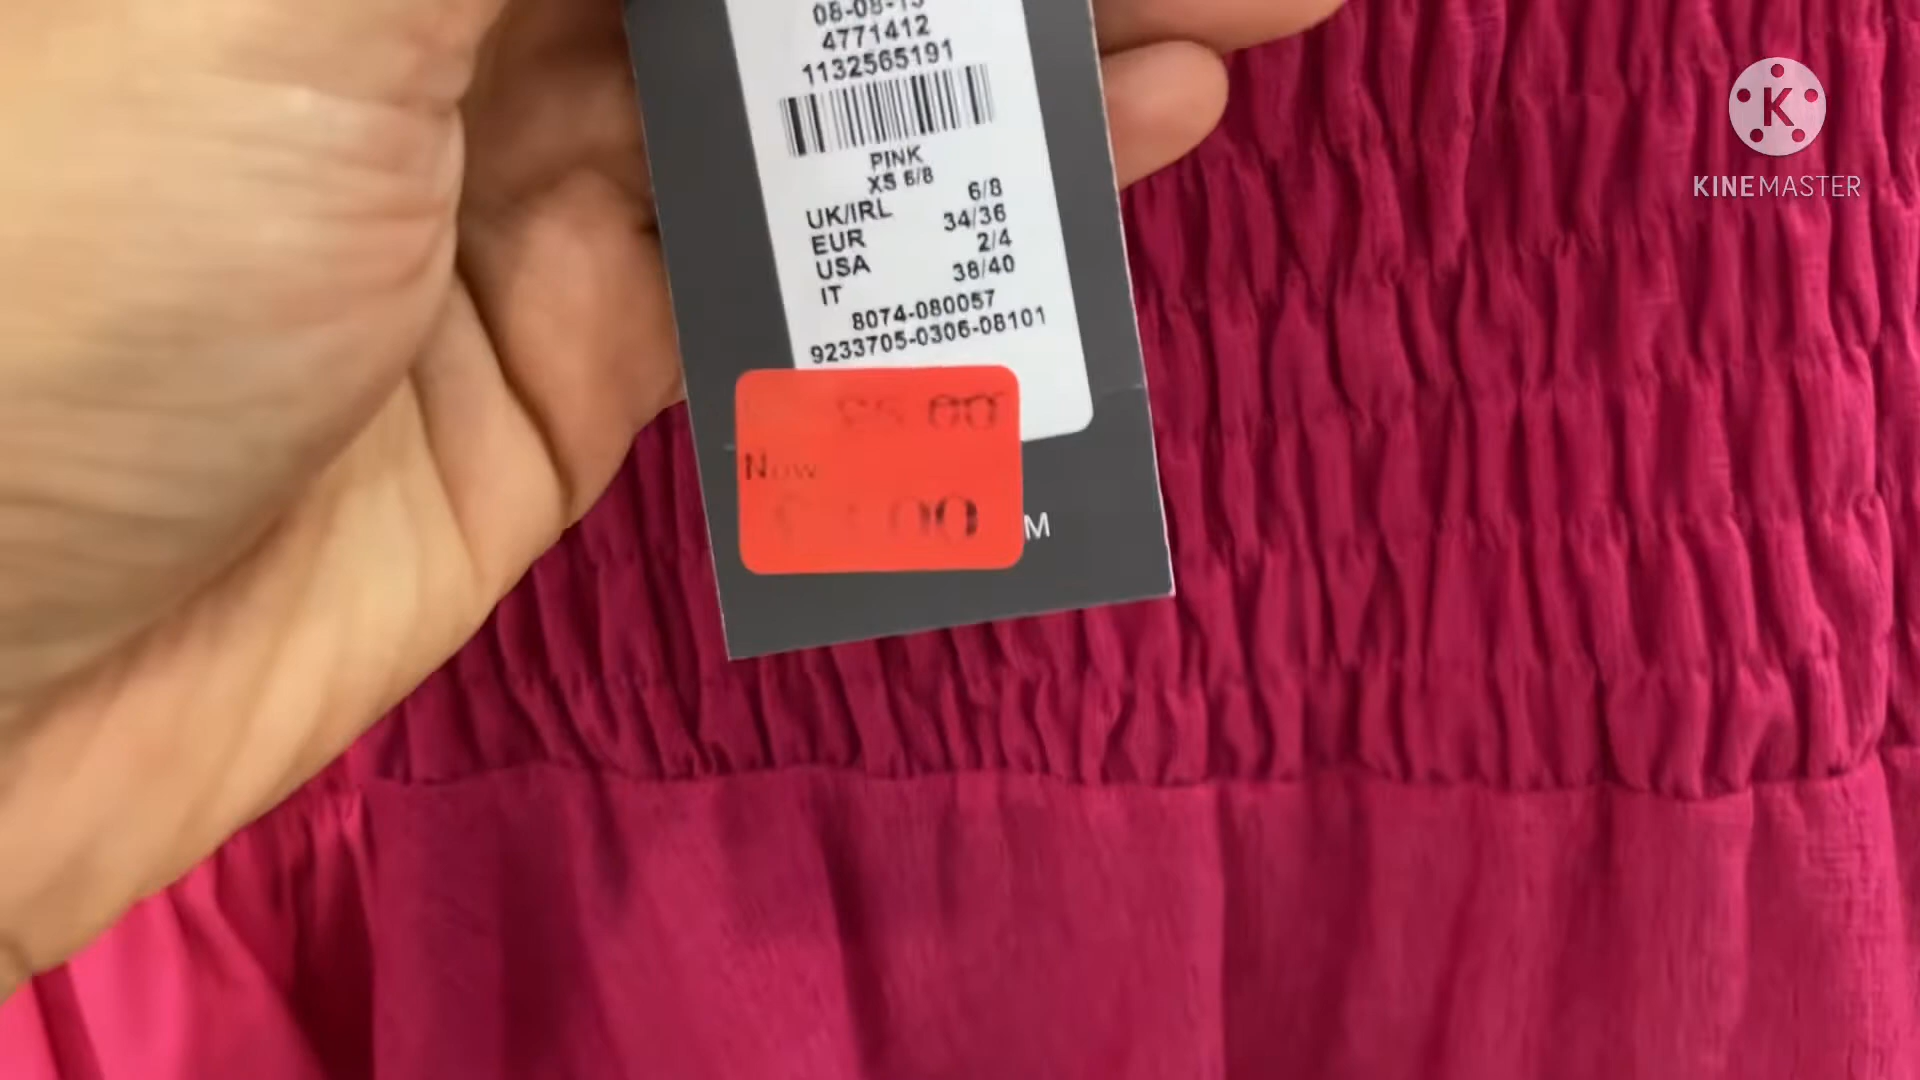 4771412
1132565191
PINK
XS 6/8
UK/IRL 6/8
EUR 34/36
USA 2/4
IT 38/40
8074-080057
9233705-0306-08101
Now
M
K
KINEMASTER